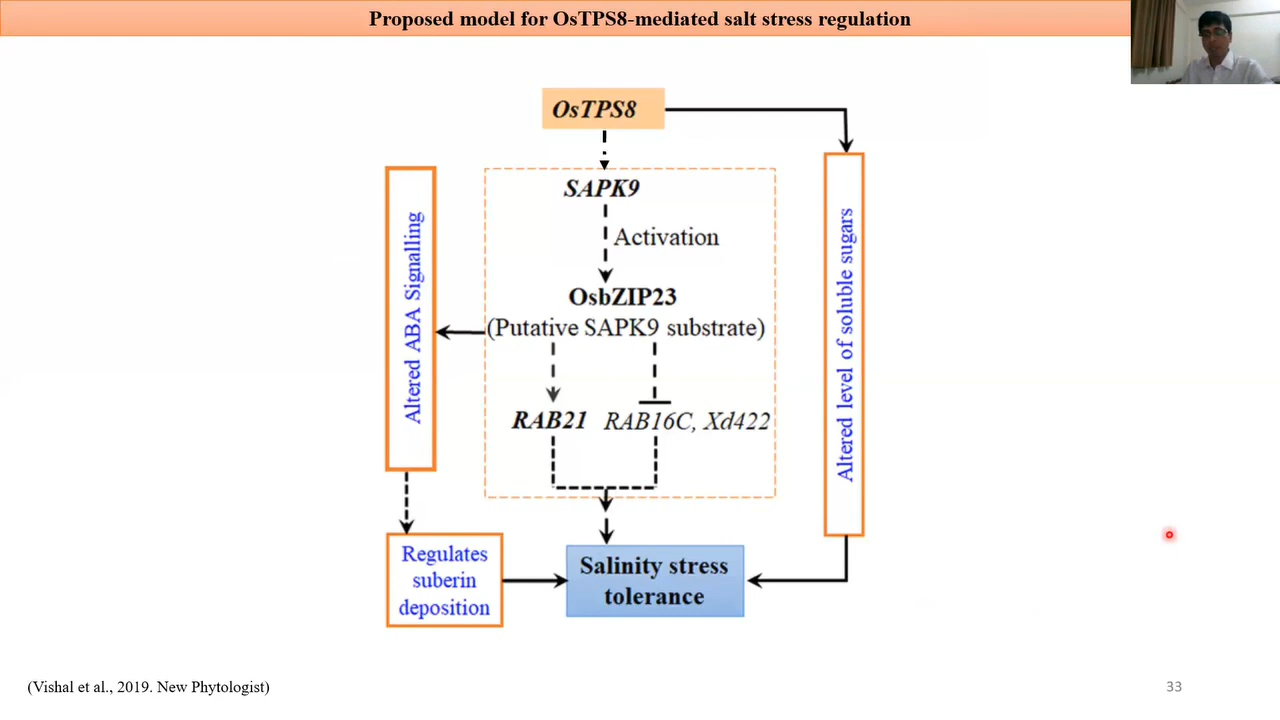 Proposed model for OsTPS8-mediated salt stress regulation
OsTPS8
SAPK9
Activation
OsbZIP23
(Putative SAPK9 substrate)
RAB21
RAB16C, Xd422
Altered ABA Signalling
Altered level of soluble sugars
Regulates
suberin
deposition
Salinity stress
tolerance
(Vishal et al., 2019. New Phytologist)
33